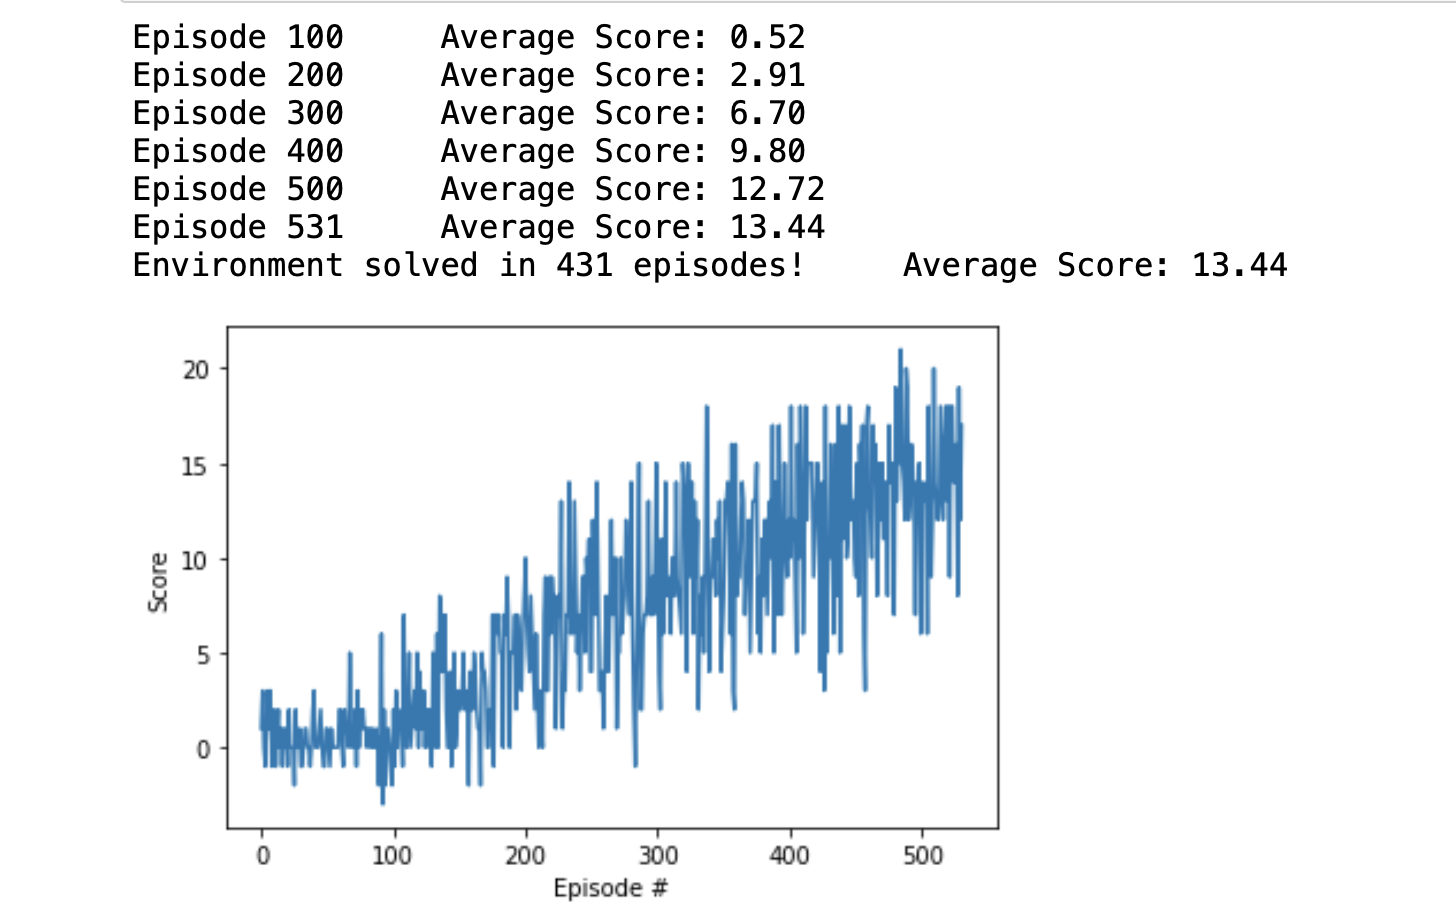 Episode 100     Average Score: 0.52
Episode 200     Average Score: 2.91
Episode 300     Average Score: 6.70
Episode 400     Average Score: 9.80
Episode 500     Average Score: 12.72
Episode 531     Average Score: 13.44
Environment solved in 431 episodes!     Average Score: 13.44
20
15
10
5
0
Score
0 100 200 300 400 500
Episode #